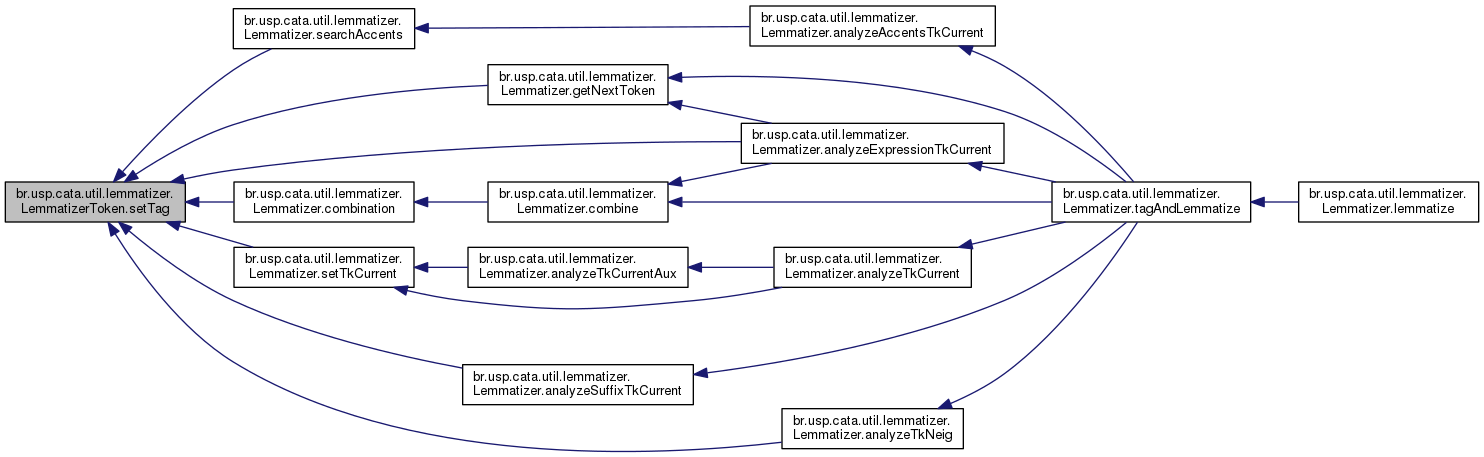 br.usp.cata.util.lemmatizer.
Lemmatizer.searchAccents
br.usp.cata.util.lemmatizer.
Lemmatizer.analyzeAccentsTkCurrent
br.usp.cata.util.lemmatizer.
Lemmatizer.getNextToken
br.usp.cata.util.lemmatizer.
Lemmatizer.analyzeExpressionTkCurrent
br.usp.cata.util.lemmatizer.
LemmatizerToken.setTag
br.usp.cata.util.lemmatizer.
Lemmatizer.combination
br.usp.cata.util.lemmatizer.
Lemmatizer.combine
br.usp.cata.util.lemmatizer.
Lemmatizer.tagAndLemmatize
br.usp.cata.util.lemmatizer.
Lemmatizer.lemmatize
br.usp.cata.util.lemmatizer.
Lemmatizer.setTkCurrent
br.usp.cata.util.lemmatizer.
Lemmatizer.analyzeTkCurrentAux
br.usp.cata.util.lemmatizer.
Lemmatizer.analyzeTkCurrent
br.usp.cata.util.lemmatizer.
Lemmatizer.analyzeSuffixTkCurrent
br.usp.cata.util.lemmatizer.
Lemmatizer.analyzeTkNeig